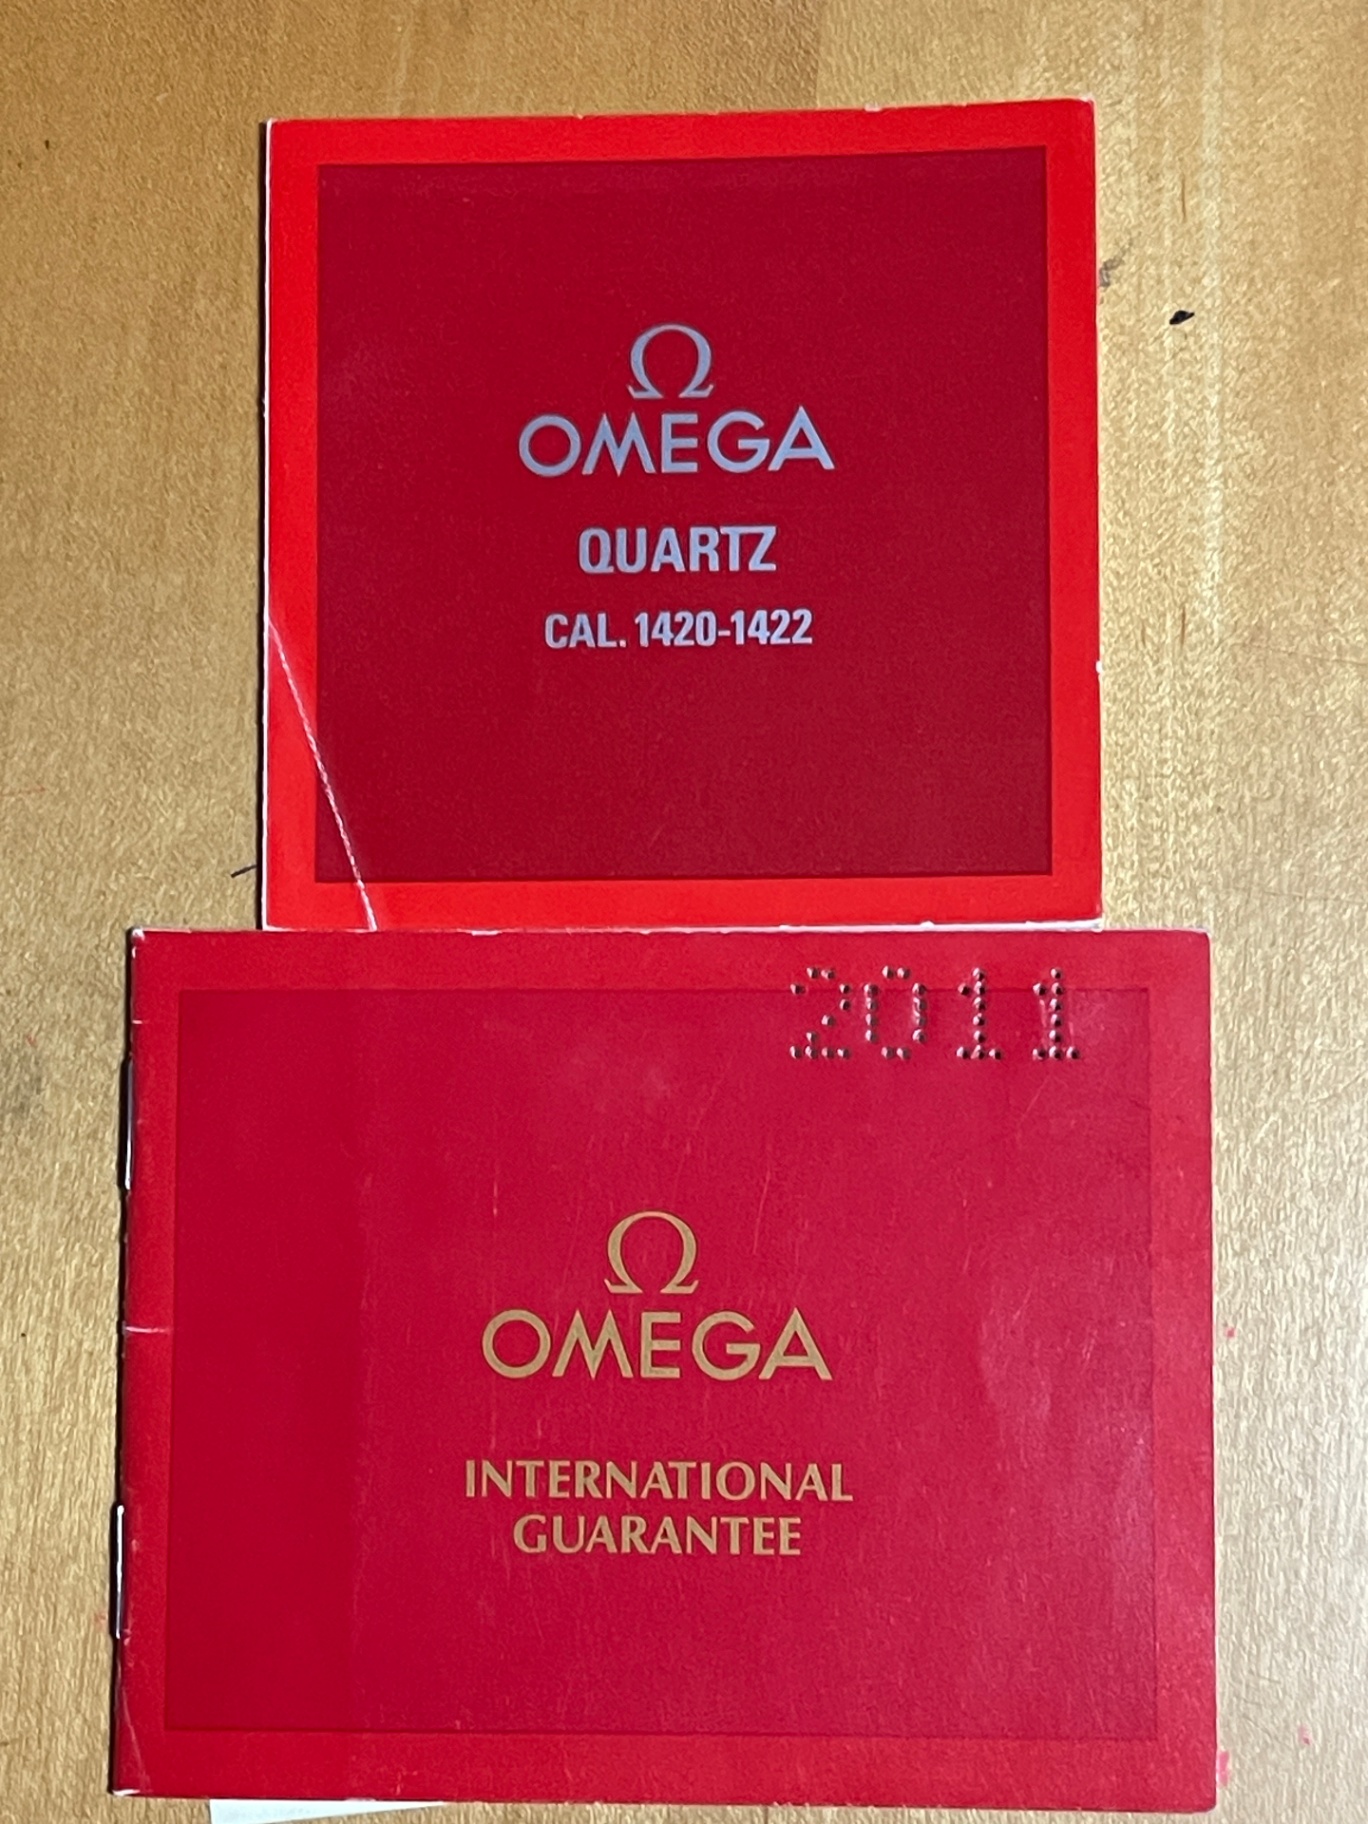 Ω
OMEGA
QUARTZ
CAL. 1420-1422
2011
Ω
OMEGA
INTERNATIONAL
GUARANTEE